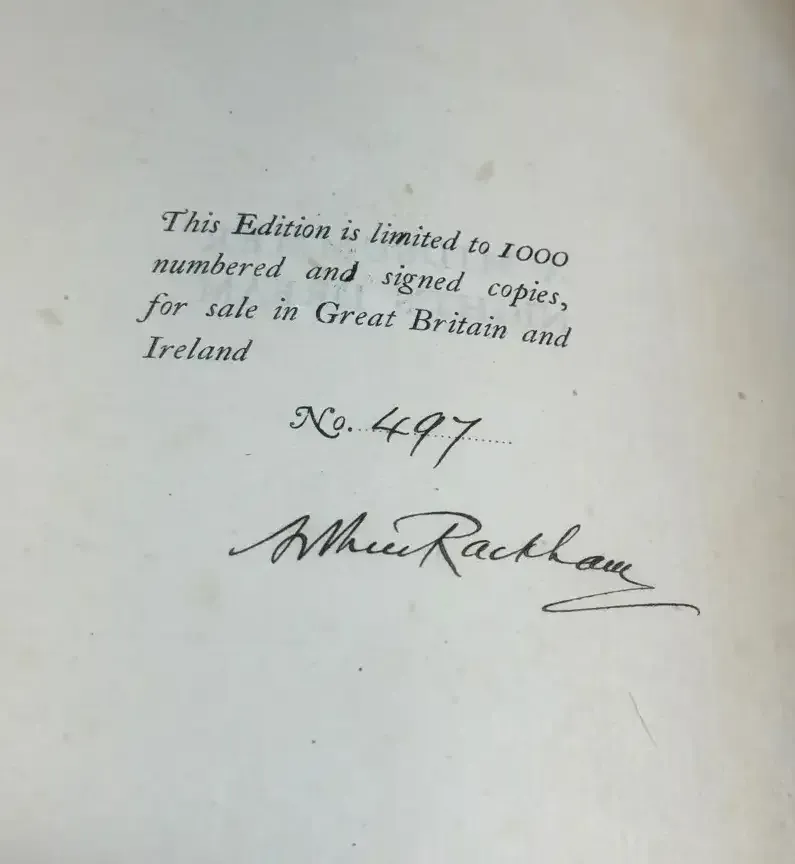 This Edition is limited to 1000
numbered and signed copies,
for sale in Great Britain and
Ireland
No. 497
Arthur Rackham